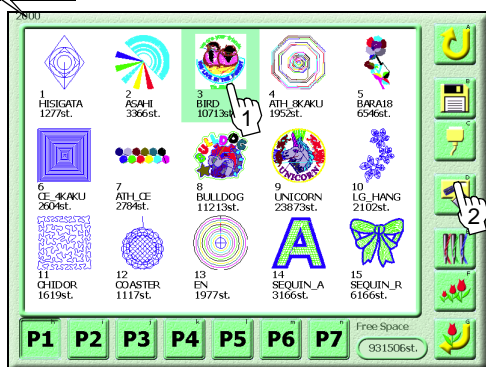 2000
A
1
HISIGATA
1277st.
2
ASAHI
3366st.
3
BIRD
10713st.
4
ATH_8KAKU
1952st.
5
BARA18
6546st.
B
C
1
6
CE_4KAKU
2604st.
7
ATH_CE
2784st.
8
BULLDOG
11213st.
9
UNICORN
23873st.
10
LG_HANG
2102st.
D
2
BULLDOG
UNICORN
11
CHIDOR
1619st.
12
COASTER
1117st.
13
EN
1977st.
14
SEQUIN_A
3166st.
15
SEQUIN_R
6166st.
A
F
h
P1
i
P2
j
P3
k
P4
l
P5
m
P6
n
P7
Free Space
931506st.
G